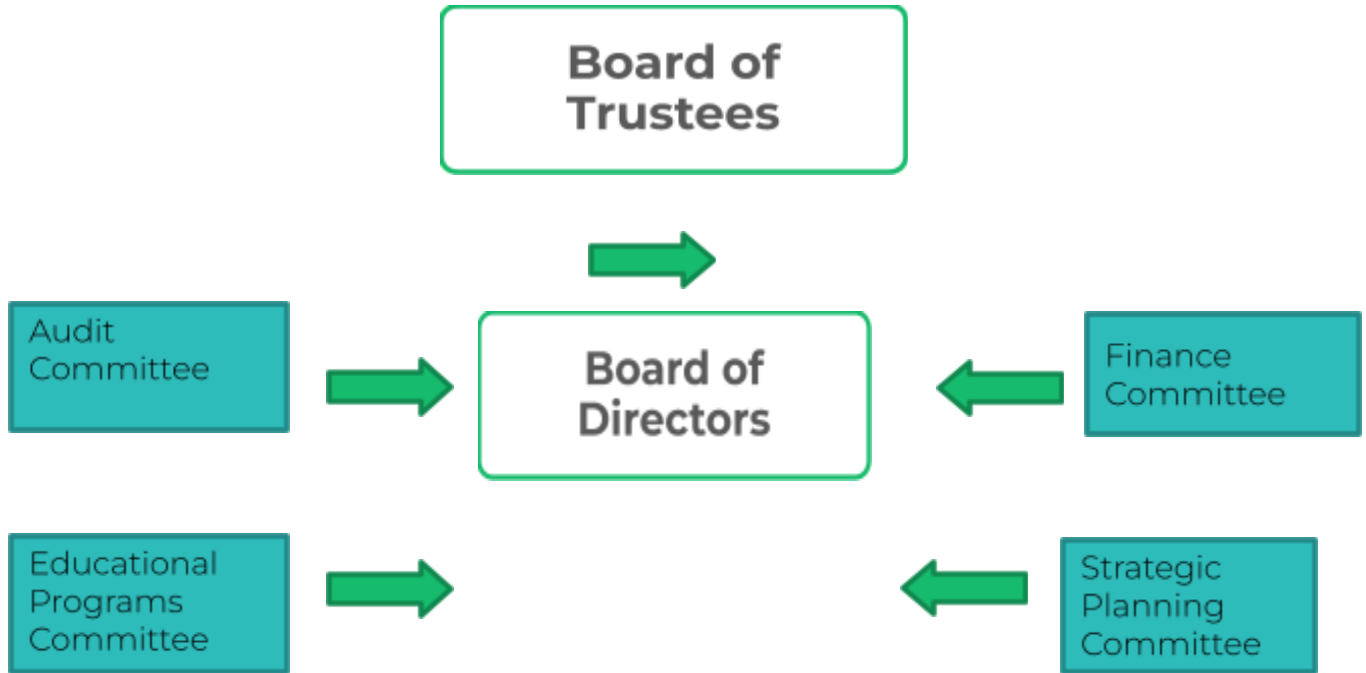 Board of
Trustees
Audit
Committee
Board of
Directors
Finance
Committee
Educational
Programs
Committee
Strategic
Planning
Committee